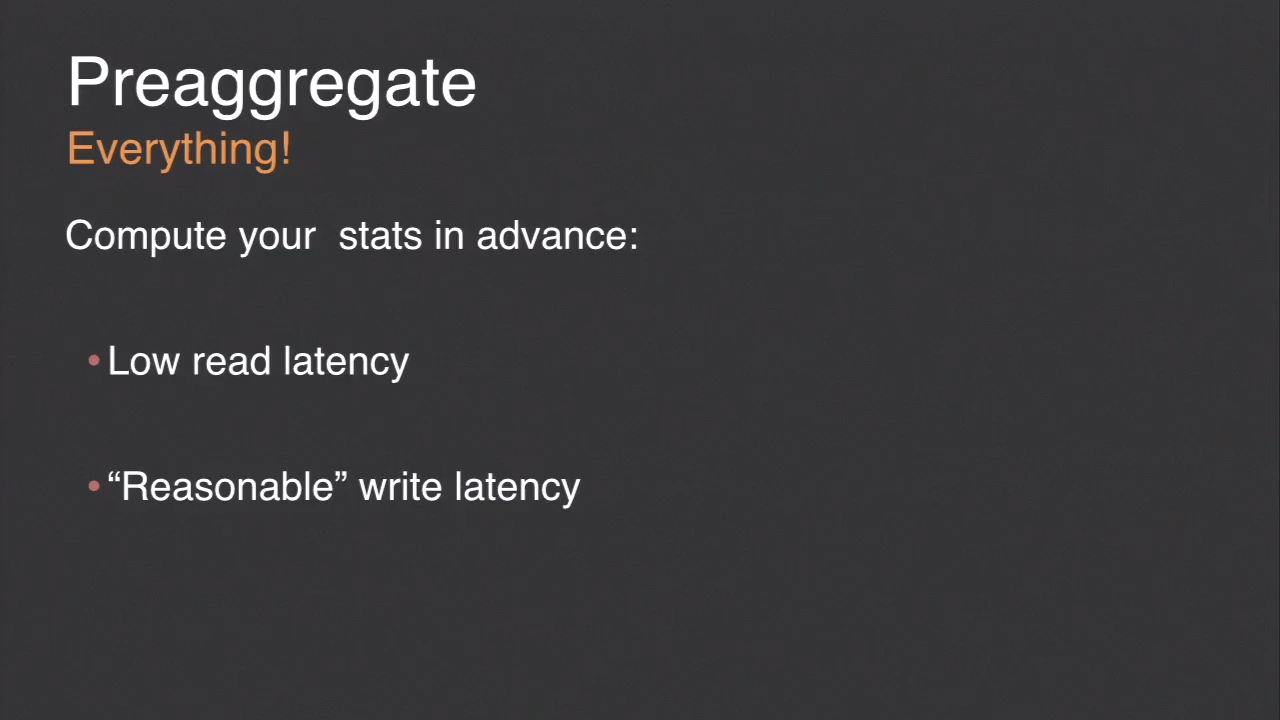 Preaggregate
Everything!
Compute your  stats in advance:
• Low read latency
• “Reasonable” write latency